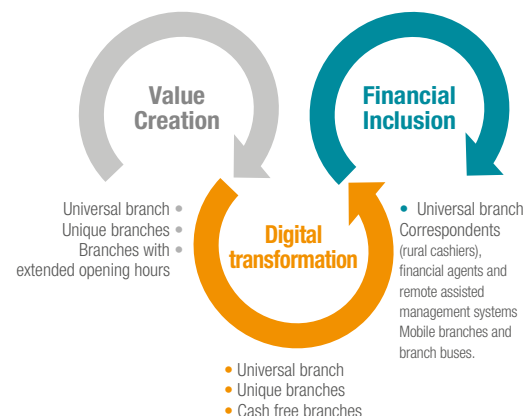 Value
Creation
Financial
Inclusion
Universal branch •
Unique branches •
Branches with •
extended opening hours
Digital
transformation
• Universal branch
Correspondents
(rural cashiers),
financial agents and
remote assisted
management systems
Mobile branches and
branch buses.
• Universal branch
• Unique branches
• Cash free branches